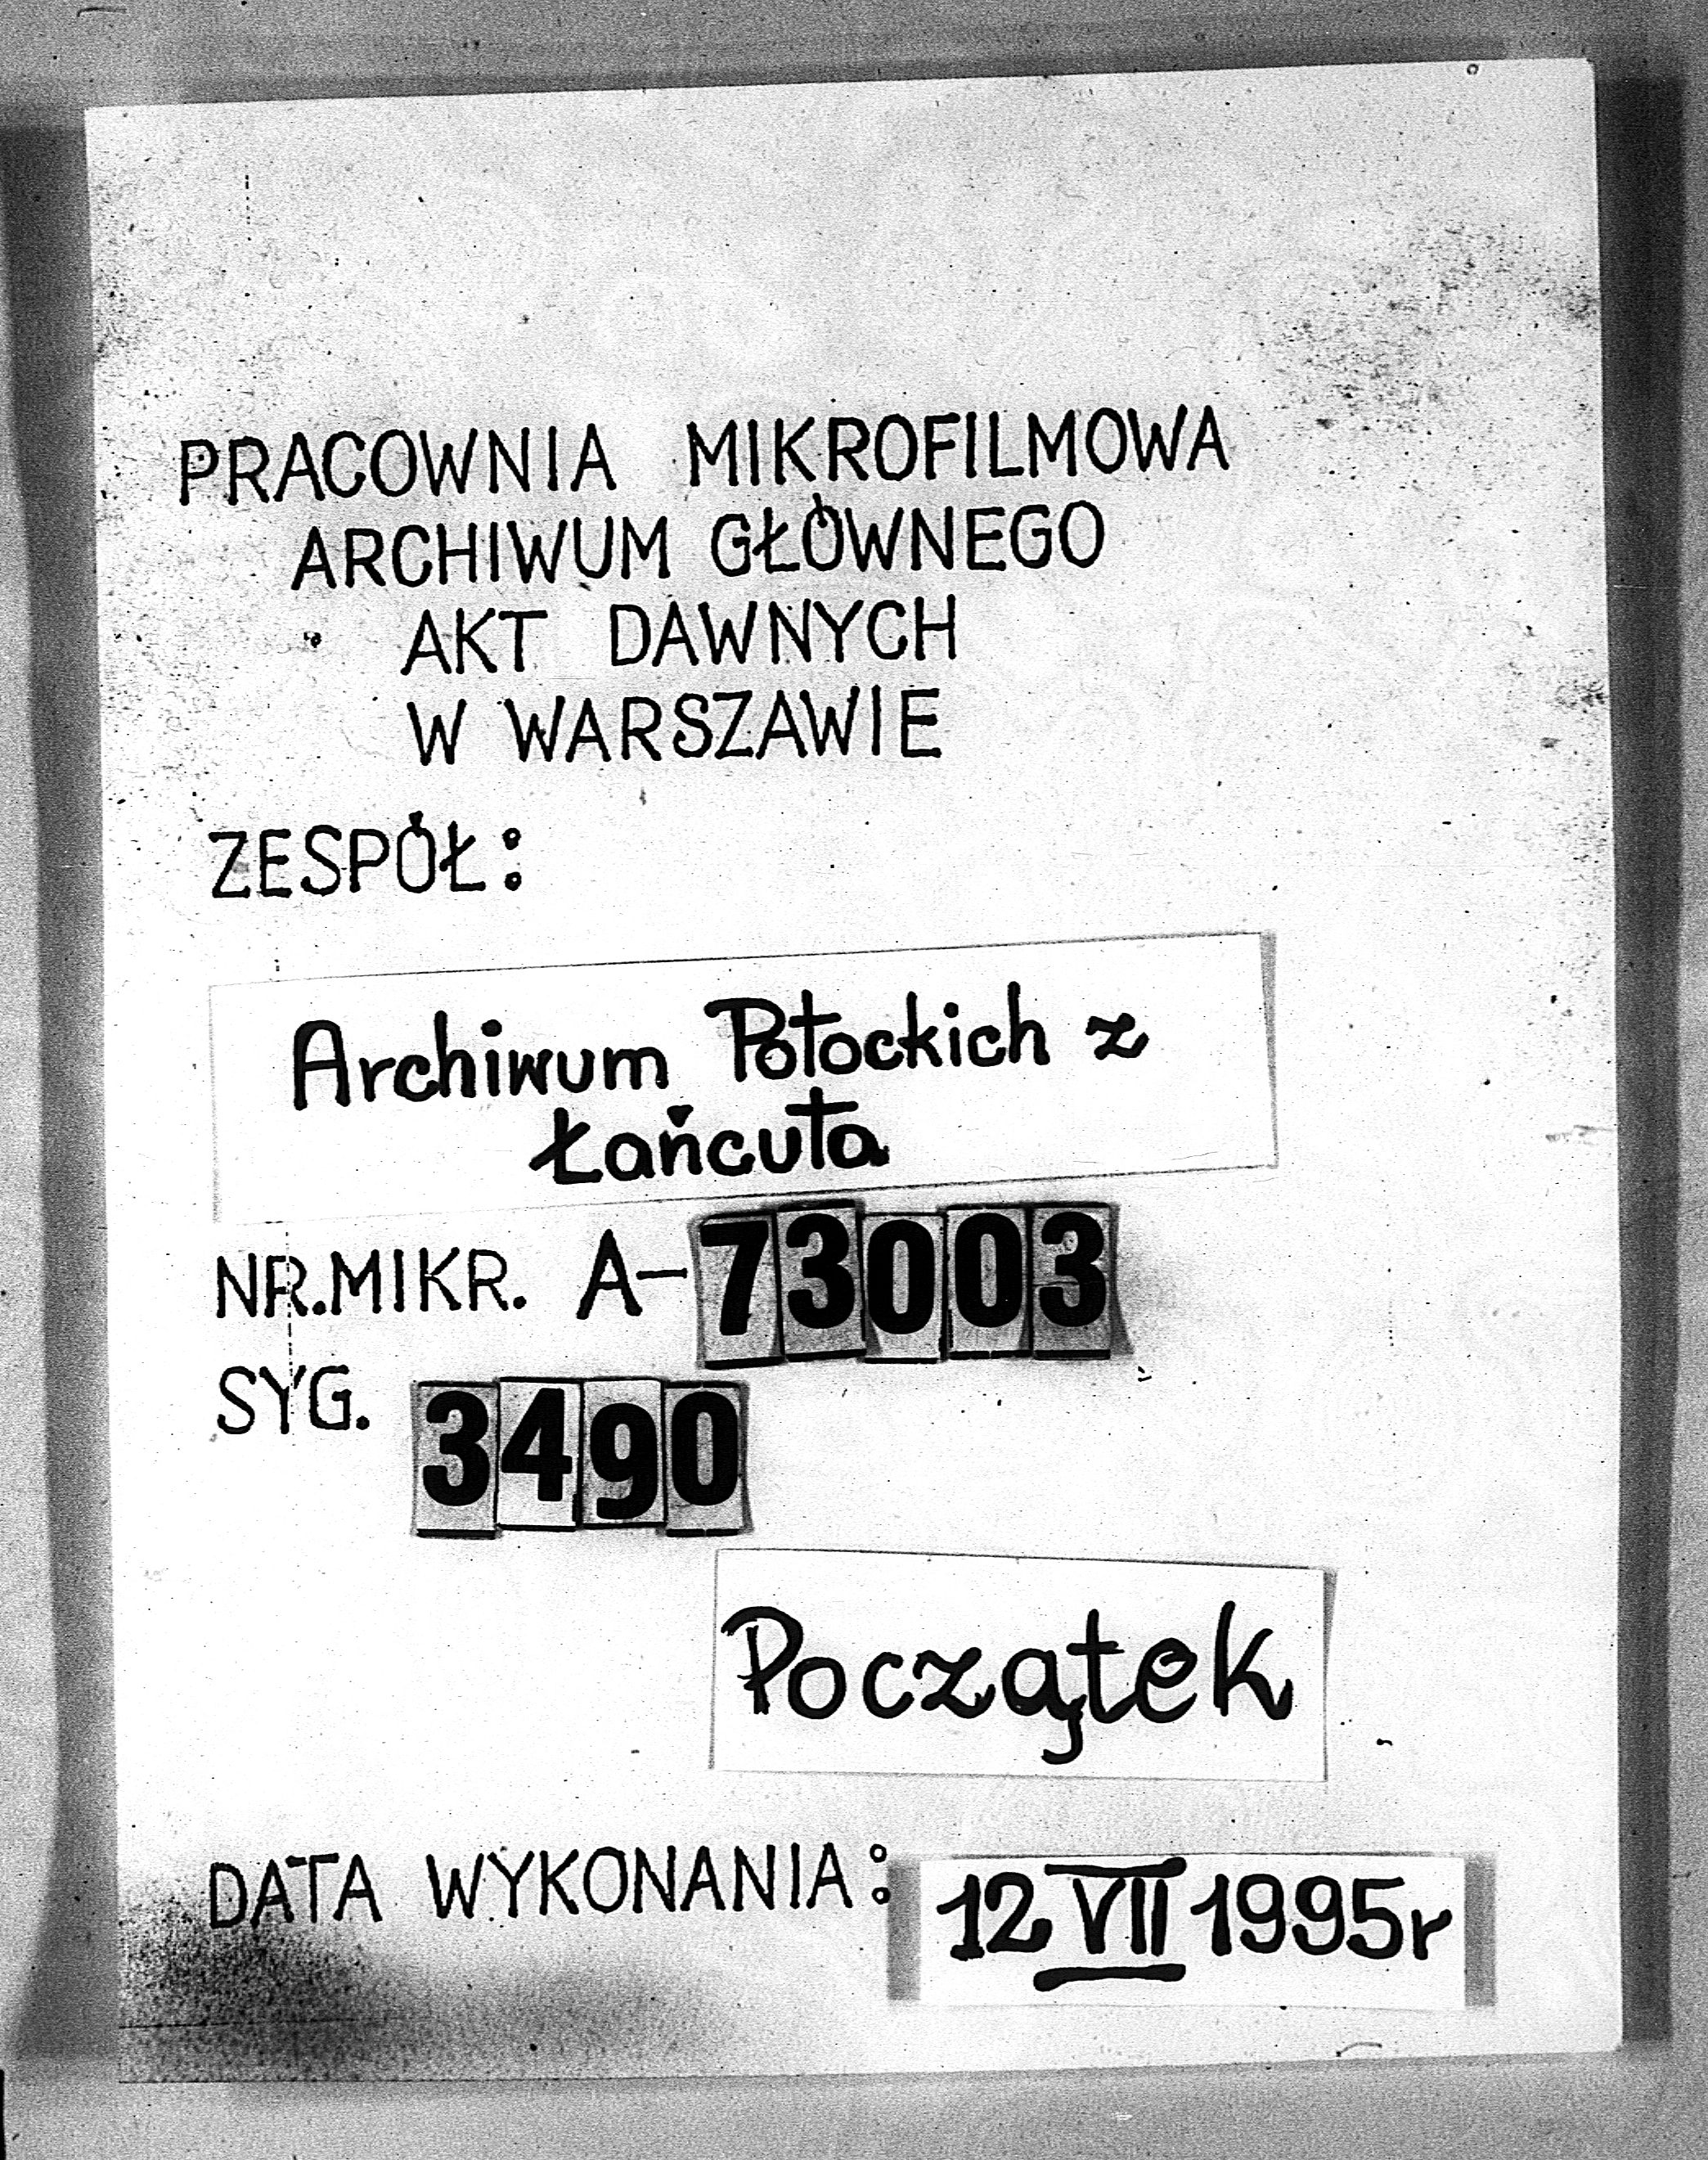 PRACOWNIA MIKROFILMOWA
ARCHIWUM GŁÓWNEGO
AKT DAWNYCH
W WARSZAWIE
ZESPÓŁ:
Archiwum Potockich z
Łańcuta
NR.MIKR. A-73003
SYG. 3490
Początek
DATA WYKONANIA: 12 VII 1995r